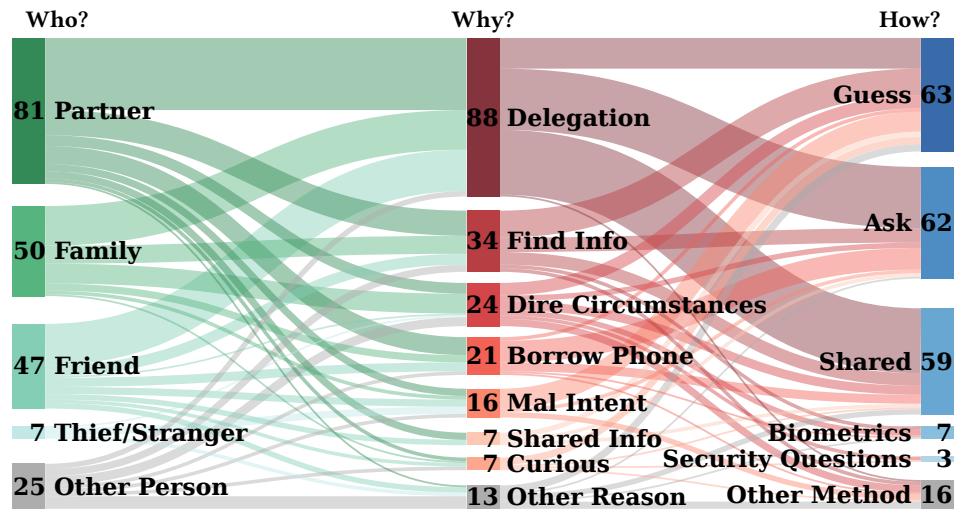 Who?
Why?
How?
81 Partner
50 Family
47 Friend
7 Thief/Stranger
25 Other Person
88 Delegation
34 Find Info
24 Dire Circumstances
21 Borrow Phone
16 Mal Intent
7 Shared Info
7 Curious
13 Other Reason
Guess 63
Ask 62
Shared 59
Biometrics 7
Security Questions 3
Other Method 16